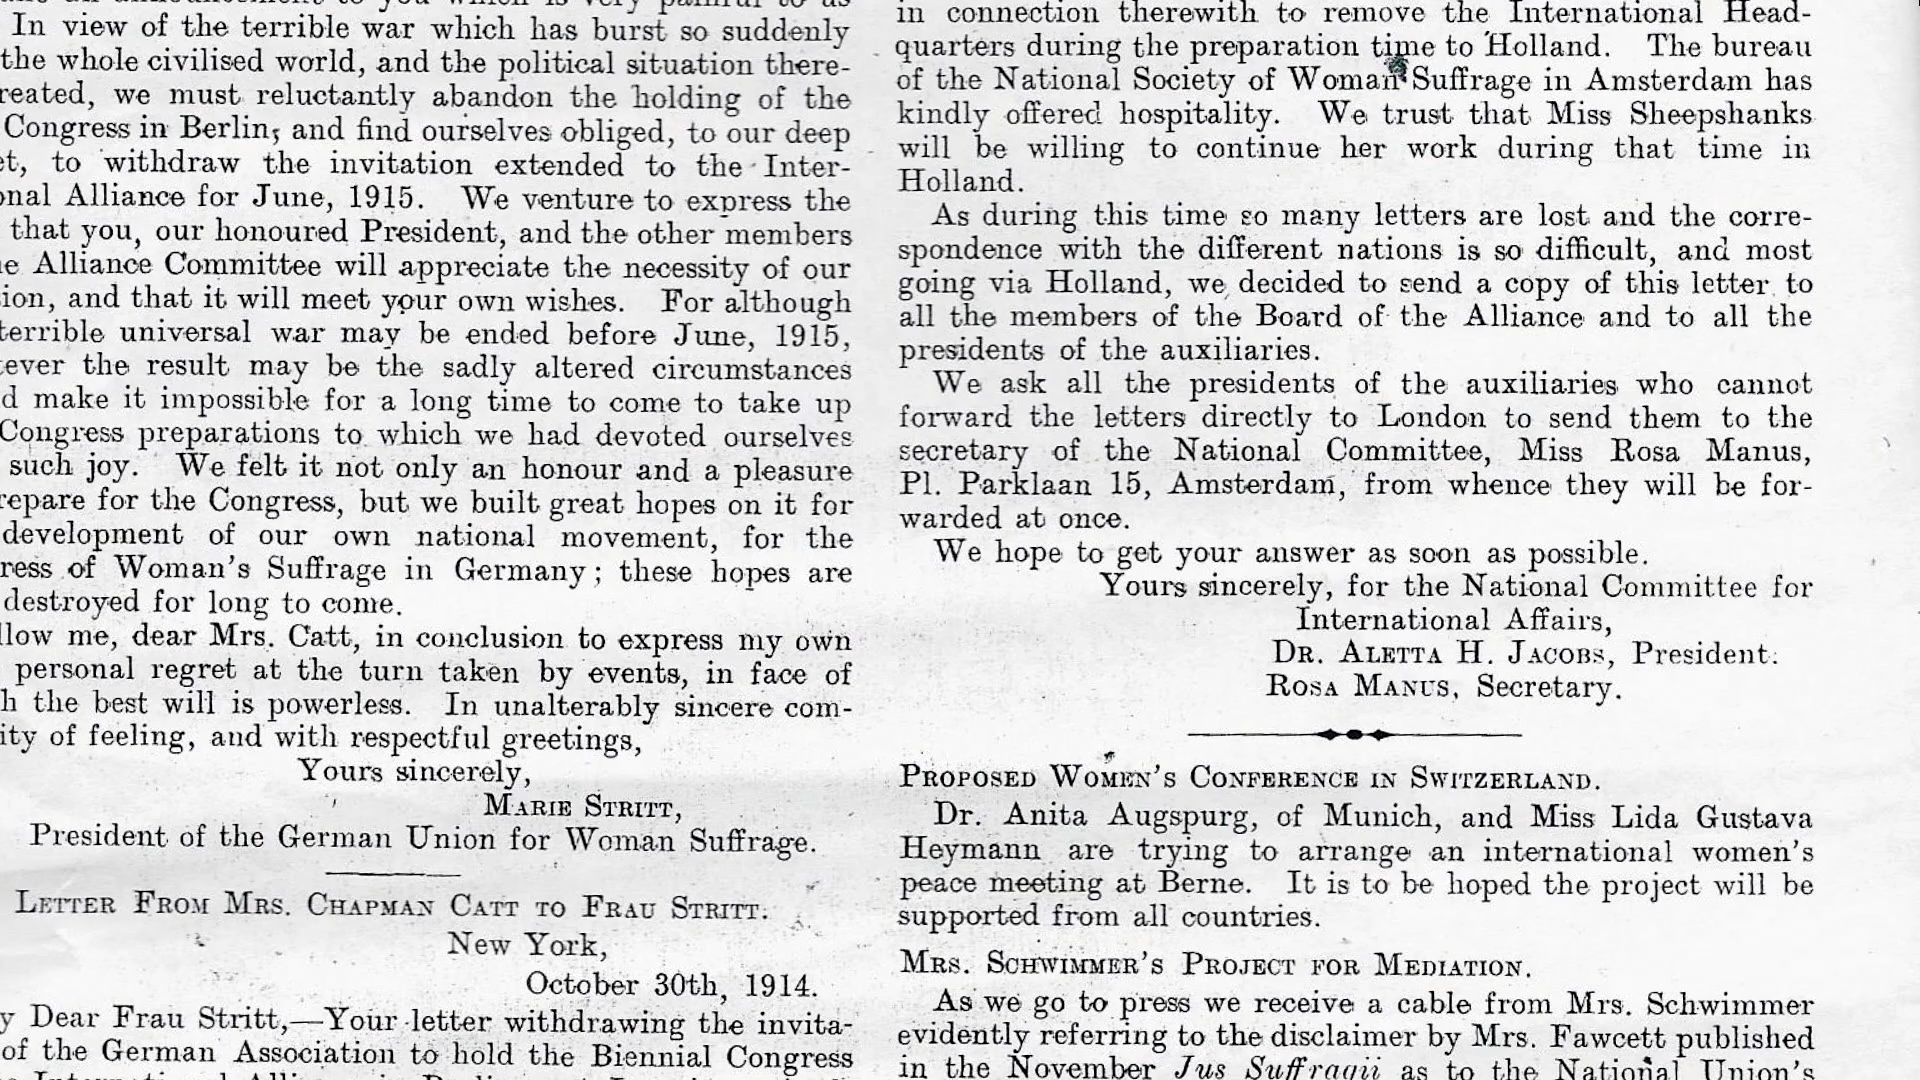 In view of the terrible war which has burst so suddenly
the whole civilised world, and the political situation there-
reated, we must reluctantly abandon the holding of the
Congress in Berlin, and find ourselves obliged, to our deep
et, to withdraw the invitation extended to the Inter-
onal Alliance for June, 1915. We venture to express the
that you, our honoured President, and the other members
e Alliance Committee will appreciate the necessity of our
ion, and that it will meet your own wishes. For although
terrible universal war may be ended before June, 1915,
ever the result may be the sadly altered circumstances
d make it impossible for a long time to come to take up
Congress preparations to which we had devoted ourselves
such joy. We felt it not only an honour and a pleasure
repare for the Congress, but we built great hopes on it for
development of our own national movement, for the
ress of Woman's Suffrage in Germany; these hopes are
destroyed for long to come.
llow me, dear Mrs. Catt, in conclusion to express my own
personal regret at the turn taken by events, in face of
h the best will is powerless. In unalterably sincere com-
ity of feeling, and with respectful greetings,
Yours sincerely,
MARIE STRITT,
President of the German Union for Woman Suffrage.
LETTER FROM MRS. CHAPMAN CATT TO FRAU STRITT.
New York,
October 30th, 1914.
y Dear Frau Stritt,—Your letter withdrawing the invita-
of the German Association to hold the Biennial Congress
in connection therewith to remove the International Head-
quarters during the preparation time to Holland. The bureau
of the National Society of Woman Suffrage in Amsterdam has
kindly offered hospitality. We trust that Miss Sheepshanks
will be willing to continue her work during that time in
Holland.
As during this time so many letters are lost and the corre-
spondence with the different nations is so difficult, and most
going via Holland, we decided to send a copy of this letter to
all the members of the Board of the Alliance and to all the
presidents of the auxiliaries.
We ask all the presidents of the auxiliaries who cannot
forward the letters directly to London to send them to the
secretary of the National Committee, Miss Rosa Manus,
Pl. Parklaan 15, Amsterdam, from whence they will be for-
warded at once.
We hope to get your answer as soon as possible.
Yours sincerely, for the National Committee for
International Affairs,
DR. ALETTA H. JACOBS, President.
ROSA MANUS, Secretary.
PROPOSED WOMEN'S CONFERENCE IN SWITZERLAND.
Dr. Anita Augspurg, of Munich, and Miss Lida Gustava
Heymann are trying to arrange an international women's
peace meeting at Berne. It is to be hoped the project will be
supported from all countries.
MRS. SCHWIMMER'S PROJECT FOR MEDIATION.
As we go to press we receive a cable from Mrs. Schwimmer
evidently referring to the disclaimer by Mrs. Fawcett published
in the November Jus Suffragii as to the National Union's